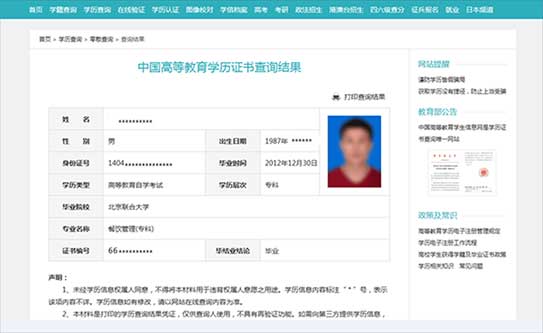 首页 学籍查询 学历查询 在线验证 学历认证 图像校对 学信档案 高考 考研 政法招生 港澳台招生 四六级查分 征兵报名 就业 日本频道
首页 > 学历查询 > 零散查询 > 查询结果
中国高等教育学历证书查询结果
打印查询结果
姓 名 **********
性 别 男 出生日期 1987年 ******
身份证号 1404************** 毕业时间 2012年12月30日
学历类型 高等教育自学考试 学历层次 专科
毕业院校 北京联合大学
专业名称 餐饮管理(专科)
证书编号 66*************** 毕结业结论 毕业
声明：
1、未经学历信息权属人同意，不得将本材料用于违背权属人意愿之用途。学历信息内容标注“*”号，表示
该项内容不详。学历信息如有修改，请以网站在线查询内容为准。
2、本材料是打印的学历查询结果凭证，仅供查询人使用，不具有再验证功能。如需向第三方提供学历信息，
网站提醒
谨防学历售假骗局
获取学历没有捷径，防止上当受骗
教育部公告
中国高等教育学生信息网是学历证
书查询唯一网站
政策及常识
高等教育学历电子注册管理规定
学历电子注册工作流程
高校学生获得学籍及毕业证书政策
学历相关知识 常见问题